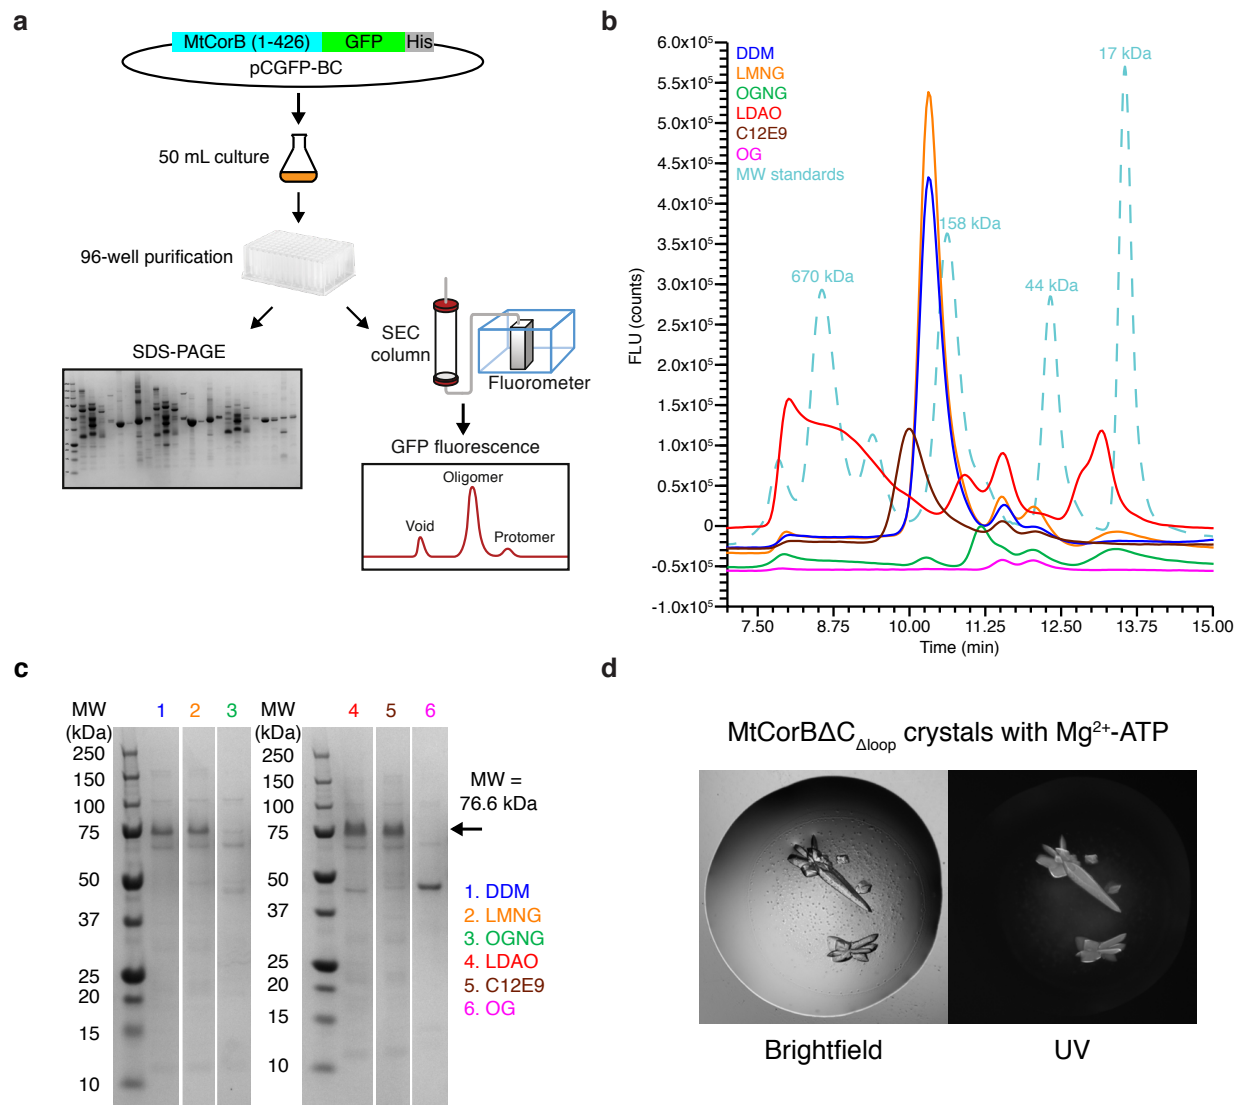 a
MtCorB (1-426)
GFP
His
pCGFP-BC
50 mL culture
96-well purification
SDS-PAGE
SEC
column
Fluorometer
GFP fluorescence
Void
Oligomer
Protomer
b
DDM
LMNG
OGNG
LDAO
C12E9
OG
MW standards
670 kDa
158 kDa
44 kDa
17 kDa
FLU (counts)
6.0x10⁵
5.5x10⁵
5.0x10⁵
4.5x10⁵
4.0x10⁵
3.5x10⁵
3.0x10⁵
2.5x10⁵
2.0x10⁵
1.5x10⁵
1.0x10⁵
0.5x10⁵
0
-0.5x10⁵
-1.0x10⁵
7.50 8.75 10.00 11.25 12.50 13.75 15.00
Time (min)
c
MW
(kDa)
1 2 3
250
150
100
75
50
37
25
20
15
10
MW
(kDa)
4 5 6
250
150
100
75
50
37
25
20
15
10
MW =
76.6 kDa
1. DDM
2. LMNG
3. OGNG
4. LDAO
5. C12E9
6. OG
d
MtCorBΔC_Δloop crystals with Mg²⁺-ATP
Brightfield
UV